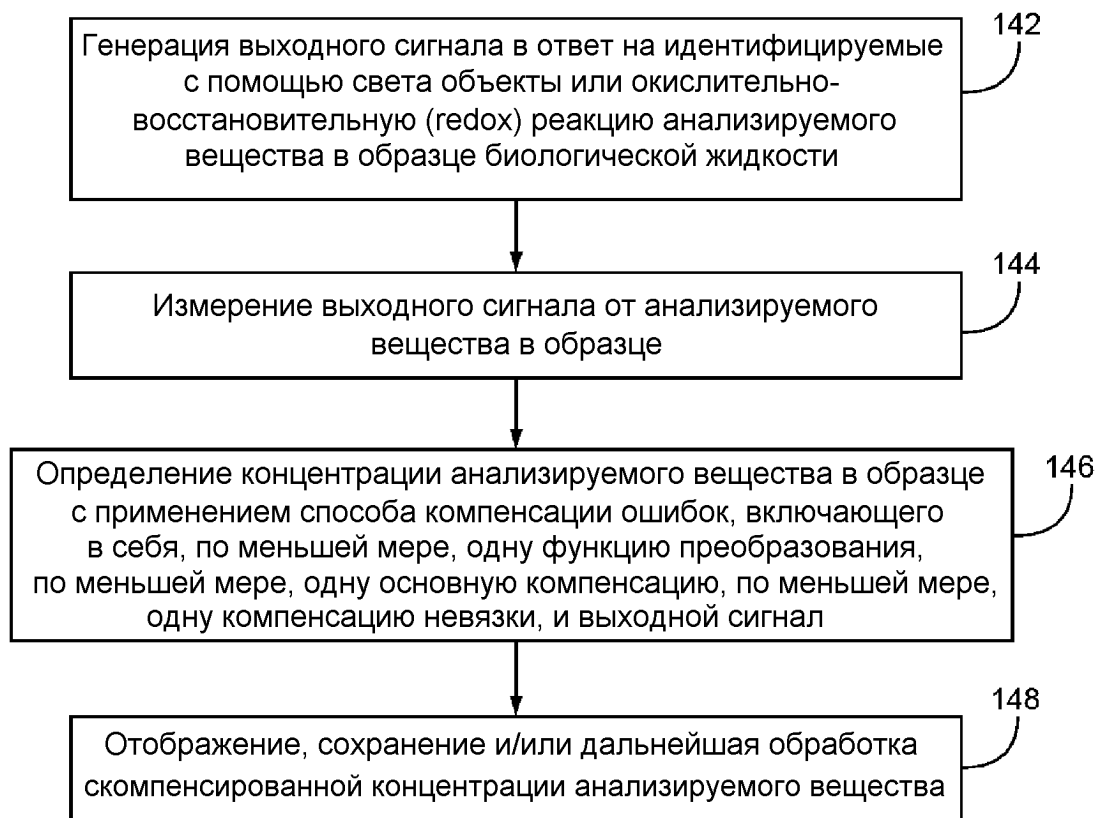 142
Генерация выходного сигнала в ответ на идентифицируемые
с помощью света объекты или окислительно-
восстановительную (redox) реакцию анализируемого
вещества в образце биологической жидкости
144
Измерение выходного сигнала от анализируемого
вещества в образце
146
Определение концентрации анализируемого вещества в образце
с применением способа компенсации ошибок, включающего
в себя, по меньшей мере, одну функцию преобразования,
по меньшей мере, одну основную компенсацию, по меньшей мере,
одну компенсацию невязки, и выходной сигнал
148
Отображение, сохранение и/или дальнейшая обработка
скомпенсированной концентрации анализируемого вещества